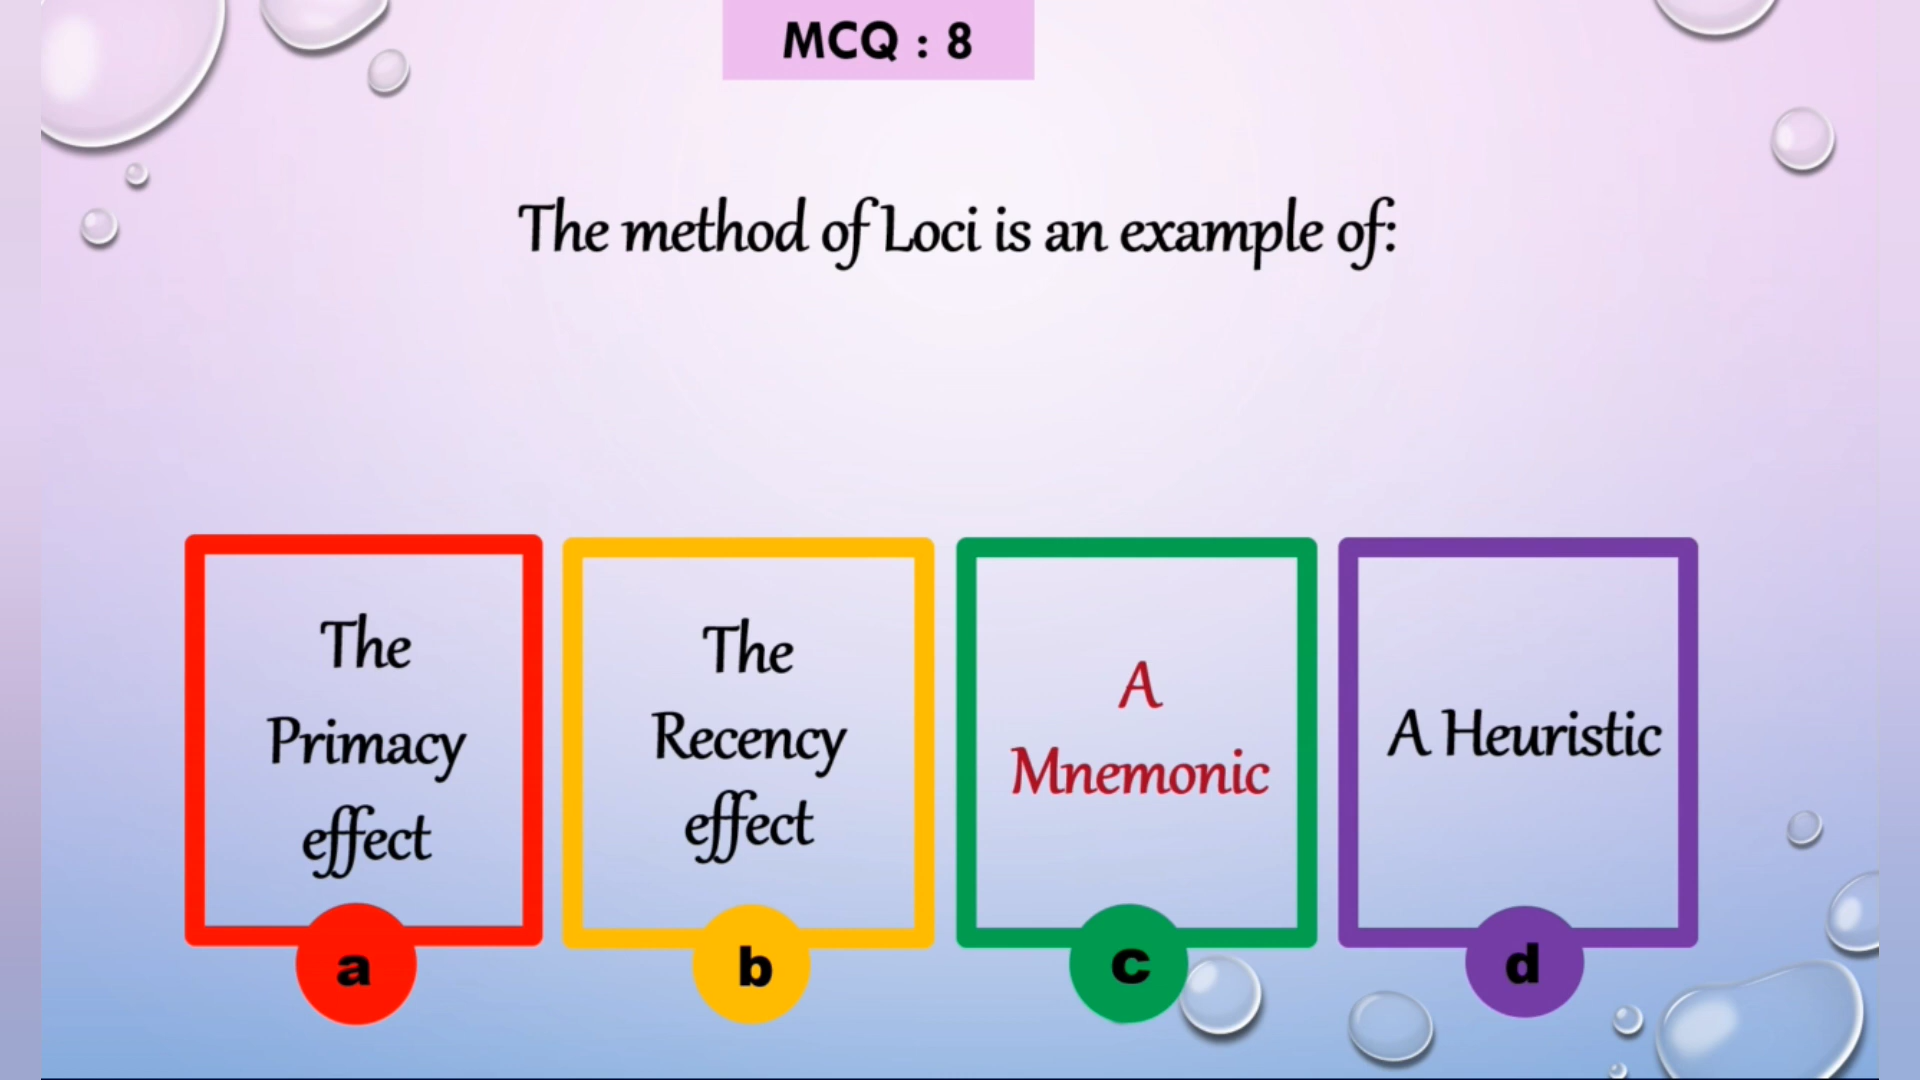 MCQ : 8
The method of Loci is an example of:
The
Primacy
effect
a
The
Recency
effect
b
A
Mnemonic
c
A Heuristic
d